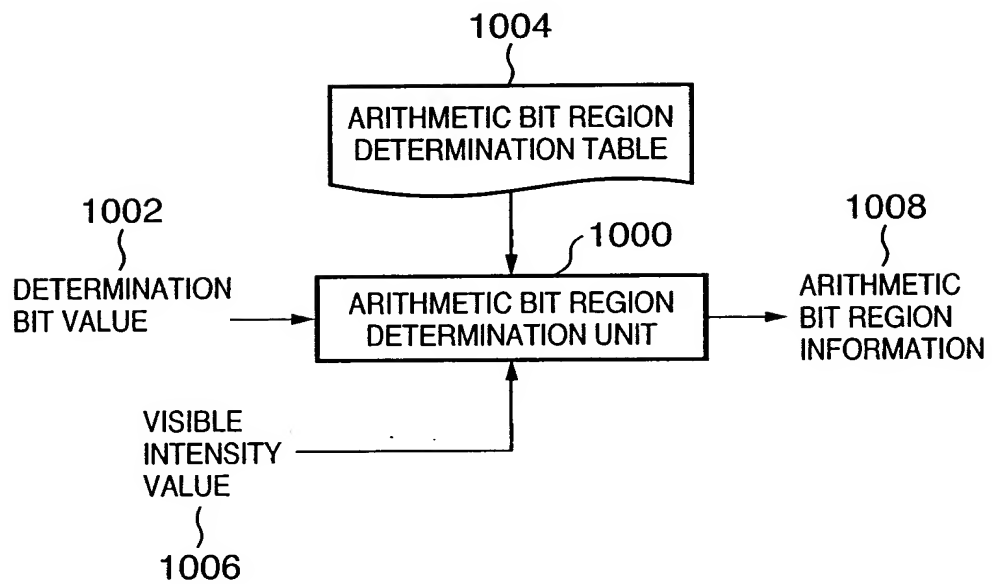 1004
ARITHMETIC BIT REGION
DETERMINATION TABLE
1002
DETERMINATION
BIT VALUE
1000
ARITHMETIC BIT REGION
DETERMINATION UNIT
1008
ARITHMETIC
BIT REGION
INFORMATION
VISIBLE
INTENSITY
VALUE
1006